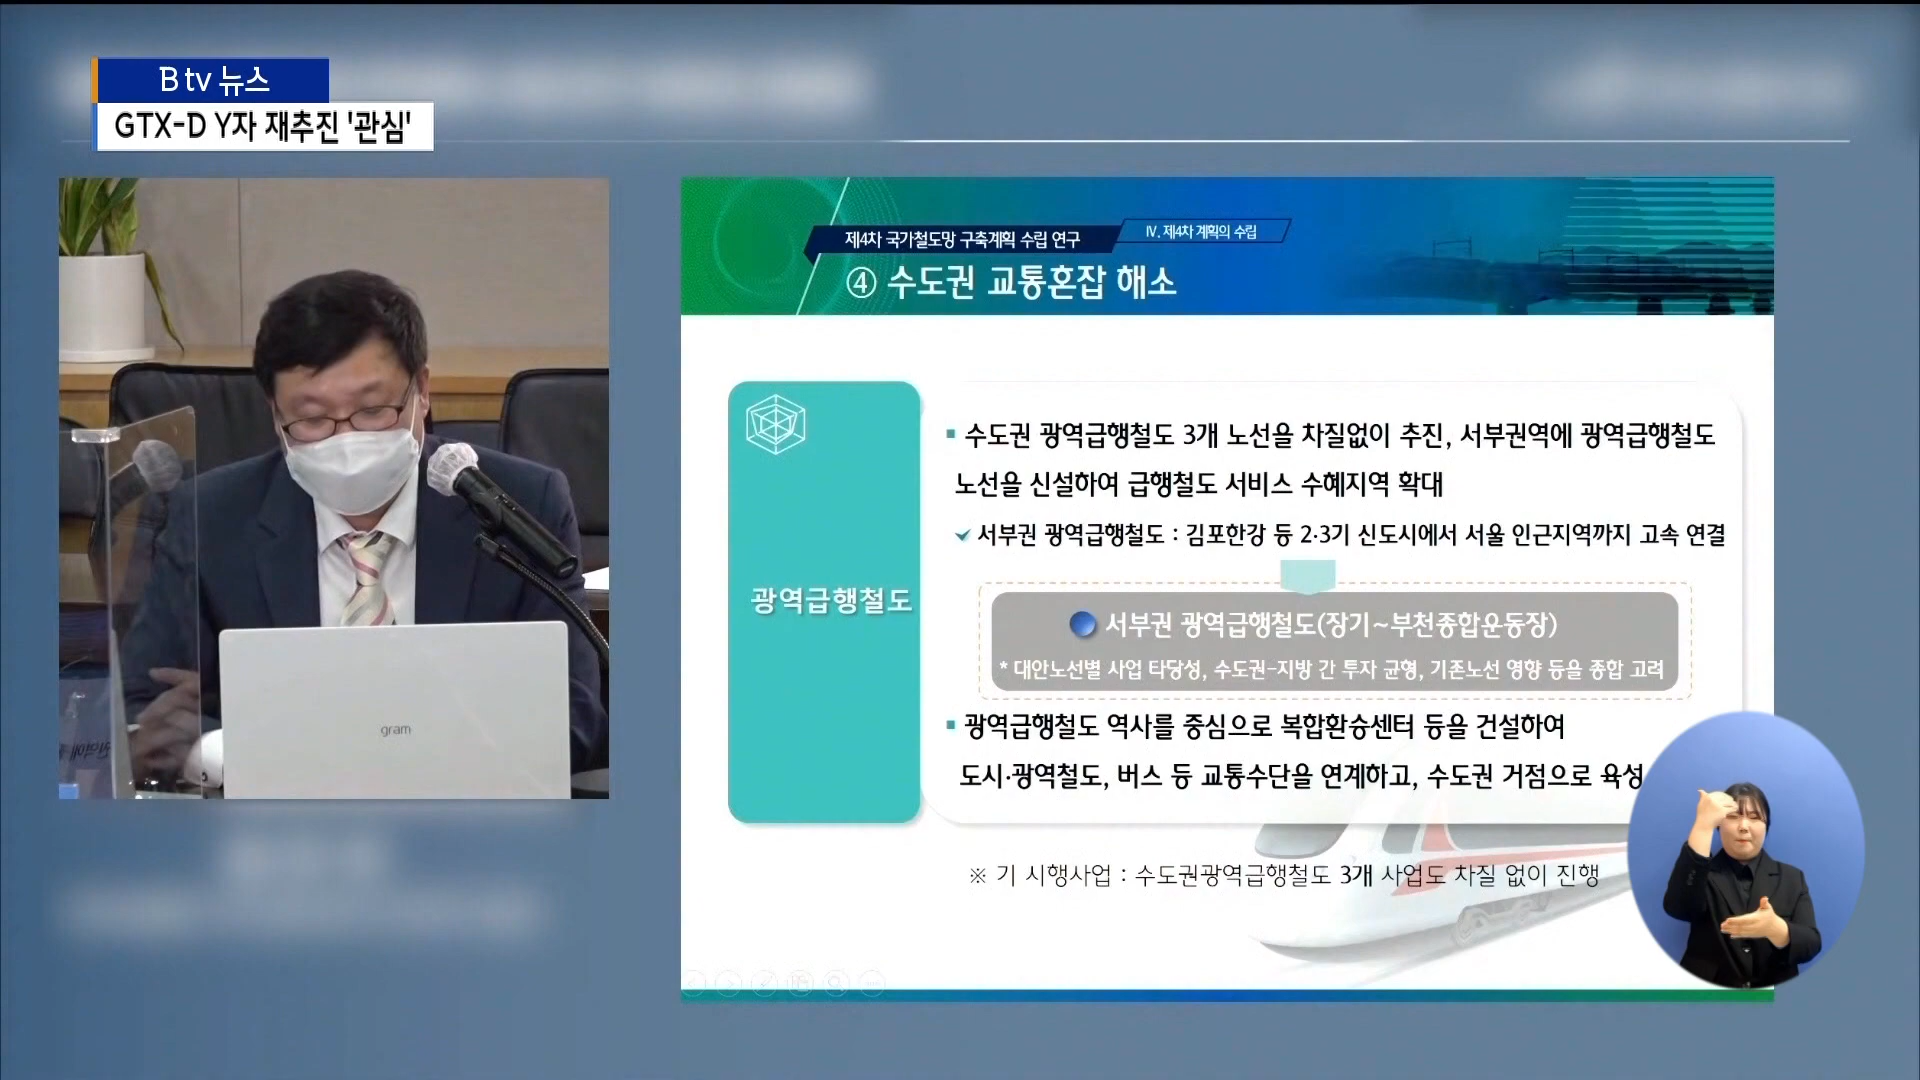 B tv 뉴스
GTX-D Y자 재추진 '관심'
제4차 국가철도망 구축계획 수립 연구
Ⅳ. 제4차 계획의 수립
④ 수도권 교통혼잡 해소
광역급행철도
▪ 수도권 광역급행철도 3개 노선을 차질없이 추진, 서부권역에 광역급행철도
노선을 신설하여 급행철도 서비스 수혜지역 확대
✔ 서부권 광역급행철도 : 김포한강 등 2·3기 신도시에서 서울 인근지역까지 고속 연결
서부권 광역급행철도(장기~부천종합운동장)
* 대안노선별 사업 타당성, 수도권-지방 간 투자 균형, 기존노선 영향 등을 종합 고려
▪ 광역급행철도 역사를 중심으로 복합환승센터 등을 건설하여
도시·광역철도, 버스 등 교통수단을 연계하고, 수도권 거점으로 육성
※ 기 시행사업 : 수도권광역급행철도 3개 사업도 차질 없이 진행
gram